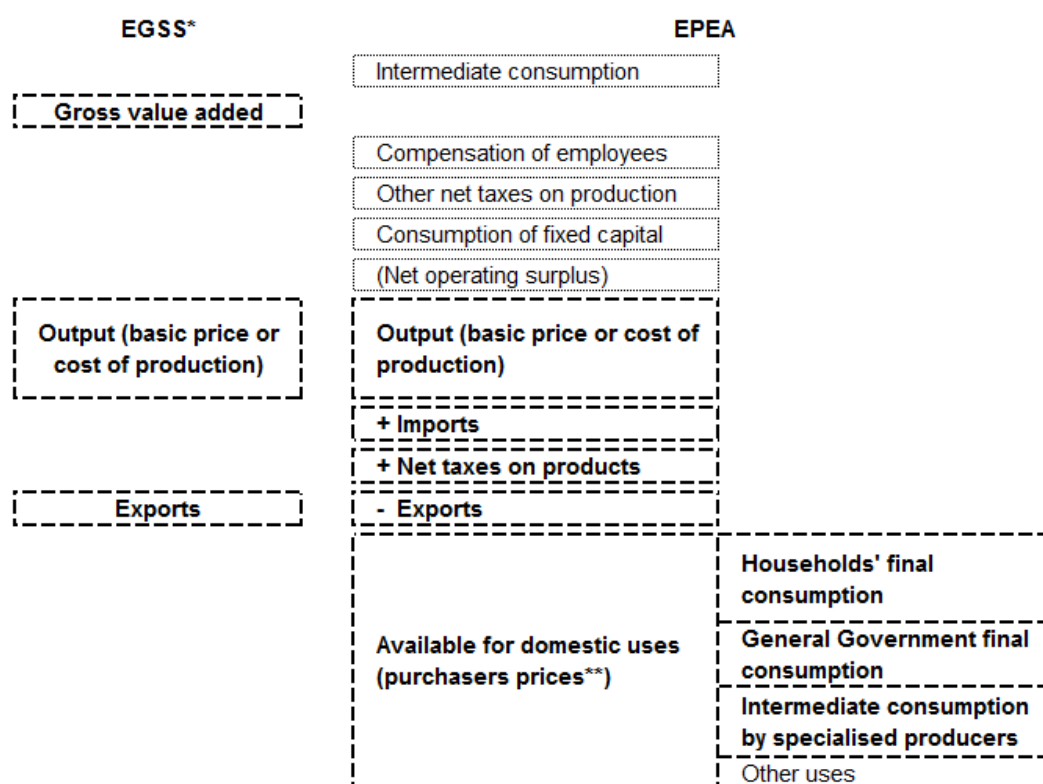 EGSS* EPEA
Intermediate consumption
Gross value added
Compensation of employees
Other net taxes on production
Consumption of fixed capital
(Net operating surplus)
Output (basic price or
cost of production)
Output (basic price or cost of
production)
+ Imports
+ Net taxes on products
Exports
- Exports
Available for domestic uses
(purchasers prices**)
Households' final
consumption
General Government final
consumption
Intermediate consumption
by specialised producers
Other uses